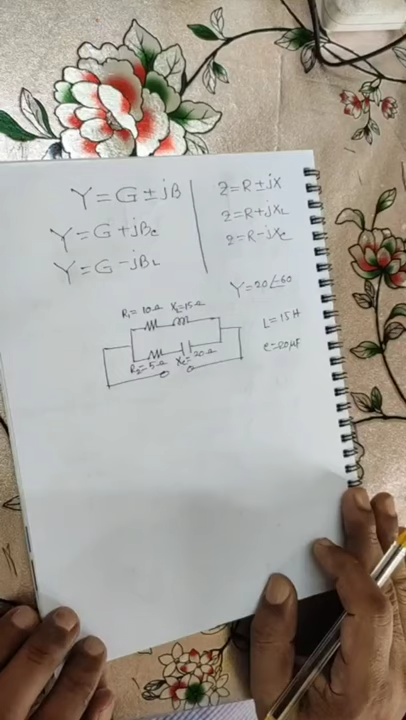 Y = G ± jB
Y = G + jBc
Y = G - jBL
Z = R ± jX
Z = R + jXL
Z = R - jXc
Y = 20∠-60
R₁ = 10Ω XL = 15Ω
R₂ = 5Ω Xc = 20Ω
L = 15H
C = 20μF